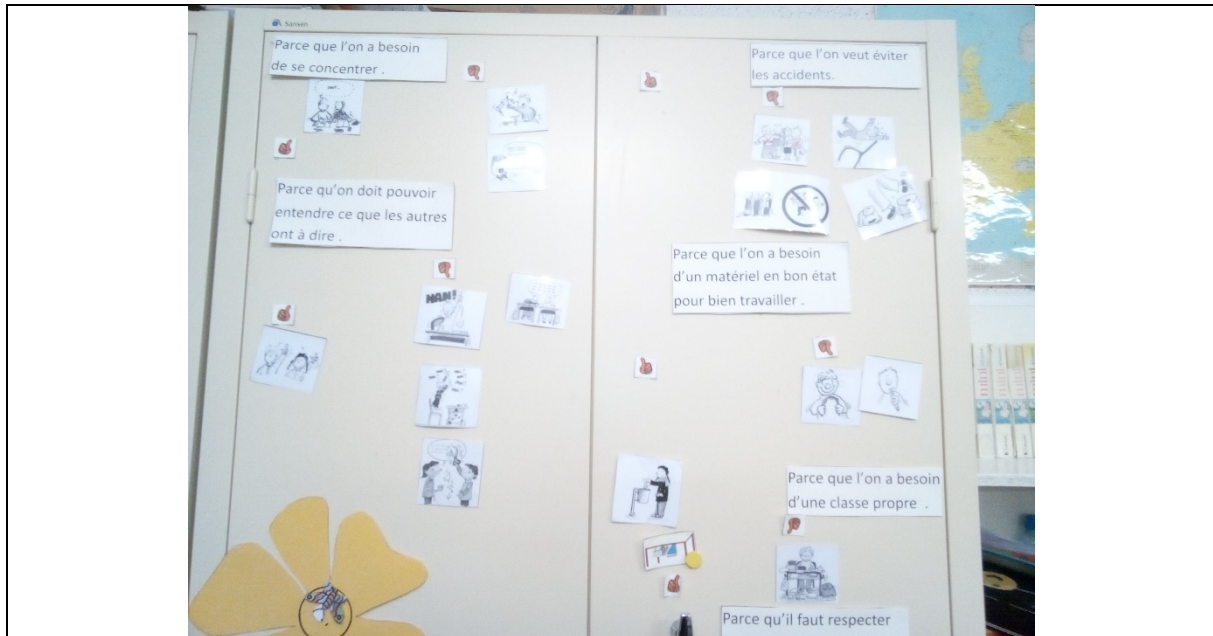 Parce que l'on a besoin
de se concentrer .
Parce qu'on doit pouvoir
entendre ce que les autres
ont à dire .
NAN!
Parce que l'on veut éviter
les accidents.
Parce que l'on a besoin
d'un matériel en bon état
pour bien travailler .
Parce que l'on a besoin
d'une classe propre .
Parce qu'il faut respecter